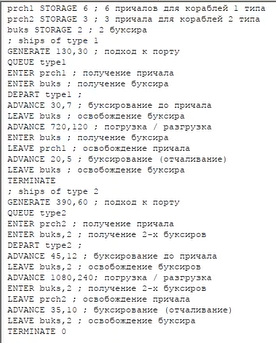 prch1 STORAGE 6 ; 6 причалов для кораблей 1 типа
prch2 STORAGE 3 ; 3 причала для кораблей 2 типа
buks STORAGE 2 ; 2 буксира
; ships of type 1
GENERATE 130,30 ; подход к порту
QUEUE type1
ENTER prch1 ; получение причала
ENTER buks ; получение буксира
DEPART type1 ;
ADVANCE 30,7 ; буксирование до причала
LEAVE buks ; освобождение буксира
ADVANCE 720,120 ; погрузка / разгрузка
ENTER buks ; получение буксира
LEAVE prch1 ; освобождение причала
ADVANCE 20,5 ; буксирование (отчаливание)
LEAVE buks ; освобождение буксира
TERMINATE
; ships of type 2
GENERATE 390,60 ; подход к порту
QUEUE type2
ENTER prch2 ; получение причала
ENTER buks,2 ; получение 2-х буксиров
DEPART type2 ;
ADVANCE 45,12 ; буксирование до причала
LEAVE buks,2 ; освобождение буксиров
ADVANCE 1080,240; погрузка / разгрузка
ENTER buks,2 ; получение 2-х буксиров
LEAVE prch2 ; освобождение причала
ADVANCE 35,10 ; буксирование (отчаливание)
LEAVE buks,2 ; освобождение буксира
TERMINATE 0